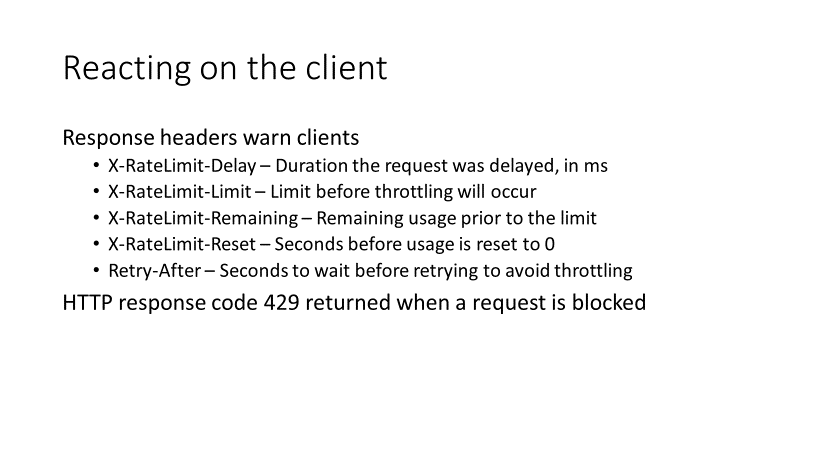 Reacting on the client
Response headers warn clients
• X-RateLimit-Delay – Duration the request was delayed, in ms
• X-RateLimit-Limit – Limit before throttling will occur
• X-RateLimit-Remaining – Remaining usage prior to the limit
• X-RateLimit-Reset – Seconds before usage is reset to 0
• Retry-After – Seconds to wait before retrying to avoid throttling
HTTP response code 429 returned when a request is blocked